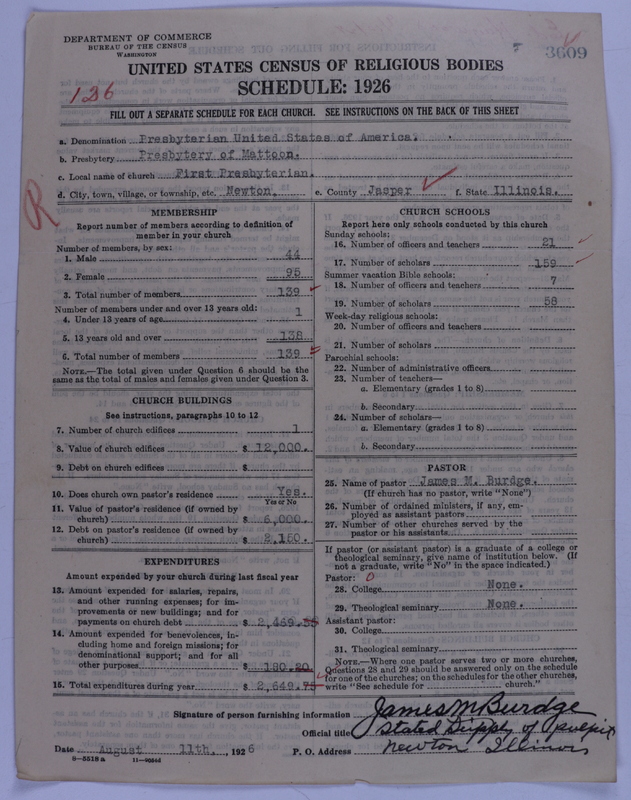 DEPARTMENT OF COMMERCE
BUREAU OF THE CENSUS
WASHINGTON
3609
UNITED STATES CENSUS OF RELIGIOUS BODIES
SCHEDULE: 1926
126
FILL OUT A SEPARATE SCHEDULE FOR EACH CHURCH. SEE INSTRUCTIONS ON THE BACK OF THIS SHEET
a. Denomination Presbyterian United States of America.
b. Presbytery Presbytery of Mattoon.
c. Local name of church First Presbyterian.
d. City, town, village, or township, etc. Newton. e. County Jasper f. State Illinois.
R
MEMBERSHIP
Report number of members according to definition of
member in your church
Number of members, by sex:
1. Male 44
2. Female 95
3. Total number of members 139
Number of members under and over 13 years old:
4. Under 13 years of age 1
5. 13 years old and over 138
6. Total number of members 139
NOTE.—The total given under Question 6 should be the
same as the total of males and females given under Question 3.
CHURCH BUILDINGS
See instructions, paragraphs 10 to 12
7. Number of church edifices 1
8. Value of church edifices $ 12,000.
9. Debt on church edifices $
10. Does church own pastor's residence Yes.
Yes or No
11. Value of pastor's residence (if owned by
church) $ 6,000.
12. Debt on pastor's residence (if owned by
church) $ 2,160.
EXPENDITURES
Amount expended by your church during last fiscal year
13. Amount expended for salaries, repairs,
and other running expenses; for im-
provements or new buildings; and for
payments on church debt $ 2,469.55
14. Amount expended for benevolences, in-
cluding home and foreign missions; for
denominational support; and for all
other purposes $ 180.20
15. Total expenditures during year $ 2,649.75
CHURCH SCHOOLS
Report here only schools conducted by this church
Sunday schools:
16. Number of officers and teachers 21
17. Number of scholars 159
Summer vacation Bible schools:
18. Number of officers and teachers 7
19. Number of scholars 58
Week-day religious schools:
20. Number of officers and teachers
21. Number of scholars
Parochial schools:
22. Number of administrative officers
23. Number of teachers—
a. Elementary (grades 1 to 8)
b. Secondary
24. Number of scholars—
a. Elementary (grades 1 to 8)
b. Secondary
PASTOR
25. Name of pastor James M. Burdge.
(If church has no pastor, write "None")
26. Number of ordained ministers, if any, em-
ployed as assistant pastors
27. Number of other churches served by the
pastor or his assistants
If pastor (or assistant pastor) is a graduate of a college or
theological seminary, give name of institution below. (If
not a graduate, write "No" in the space indicated.)
Pastor: 0
28. College None.
29. Theological seminary None.
Assistant pastor:
30. College
31. Theological seminary
NOTE.—Where one pastor serves two or more churches,
Questions 28 and 29 should be answered only on the schedule
for one of the churches; on the schedules for the other churches,
write "See schedule for church."
Signature of person furnishing information James M Burdge
Official title Stated Supply of pulpit
Date August 11th, 1926 P. O. Address Newton Illinois
8—5518 a